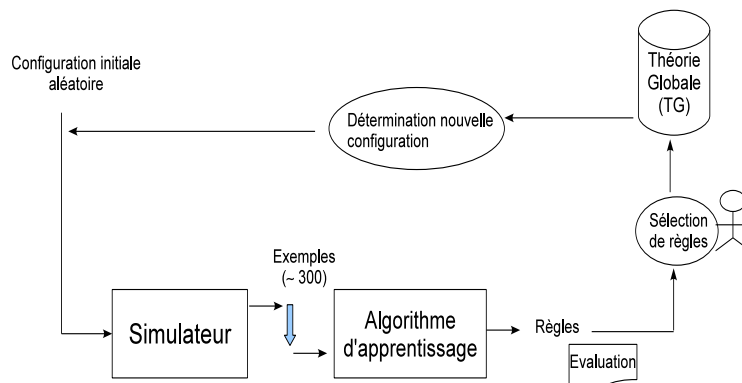 Configuration initiale
aléatoire
Théorie
Globale
(TG)
Détermination nouvelle
configuration
Sélection
de règles
Exemples
(~ 300)
Simulateur
Algorithme
d'apprentissage
Règles
Evaluation